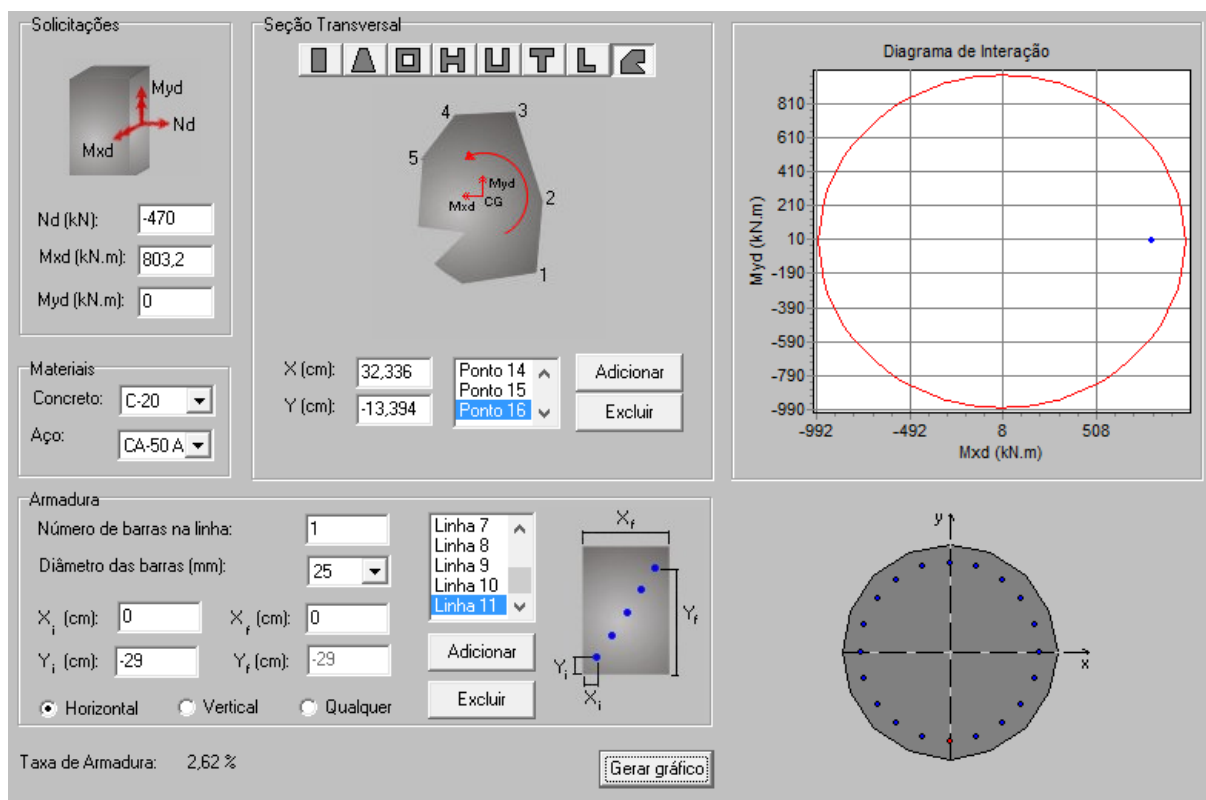 Solicitações
Myd
Nd
Mxd
Nd (kN): -470
Mxd (kN.m): 803,2
Myd (kN.m): 0
Materiais
Concreto: C-20
Aço: CA-50 A
Seção Transversal
4 3
5
Myd
Mxd CG 2
1
X (cm): 32,336
Y (cm): -13,394
Ponto 14
Ponto 15
Ponto 16
Adicionar
Excluir
Diagrama de Interação
Myd (kN.m)
810
610
410
210
10
-190
-390
-590
-790
-990
-992 -492 8 508
Mxd (kN.m)
Armadura
Número de barras na linha: 1
Diâmetro das barras (mm): 25
Xi (cm): 0 Xf (cm): 0
Yi (cm): -29 Yf (cm): -29
Horizontal Vertical Qualquer
Linha 7
Linha 8
Linha 9
Linha 10
Linha 11
Adicionar
Excluir
Xf
Yf
Yi
Xi
y
x
Taxa de Armadura: 2,62 %
Gerar gráfico